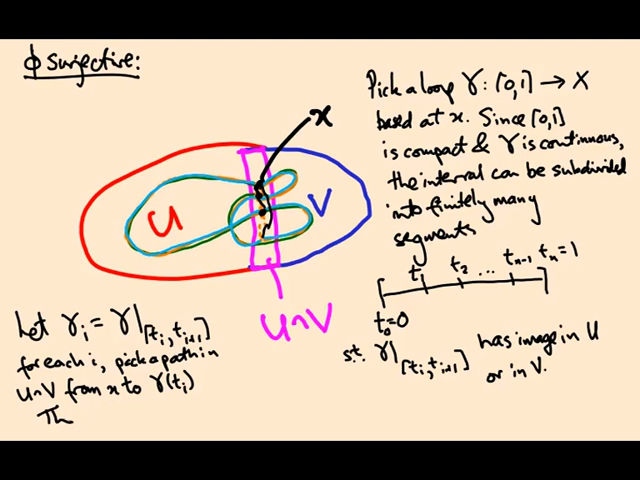 ϕ surjective:
Pick a loop γ: [0,1] → X
based at x. Since [0,1]
is compact & γ is continuous,
the interval can be subdivided
into finitely many
segments
t₁ t₂ ... tₙ₋₁ tₙ=1
t₀=0
s.t. γ|[tᵢ,tᵢ₊₁] has image in U
or in V.
x
U
V
U∩V
Let γᵢ = γ|[tᵢ,tᵢ₊₁]
for each i, pick a path in
U∩V from x to γ(tᵢ)
Th